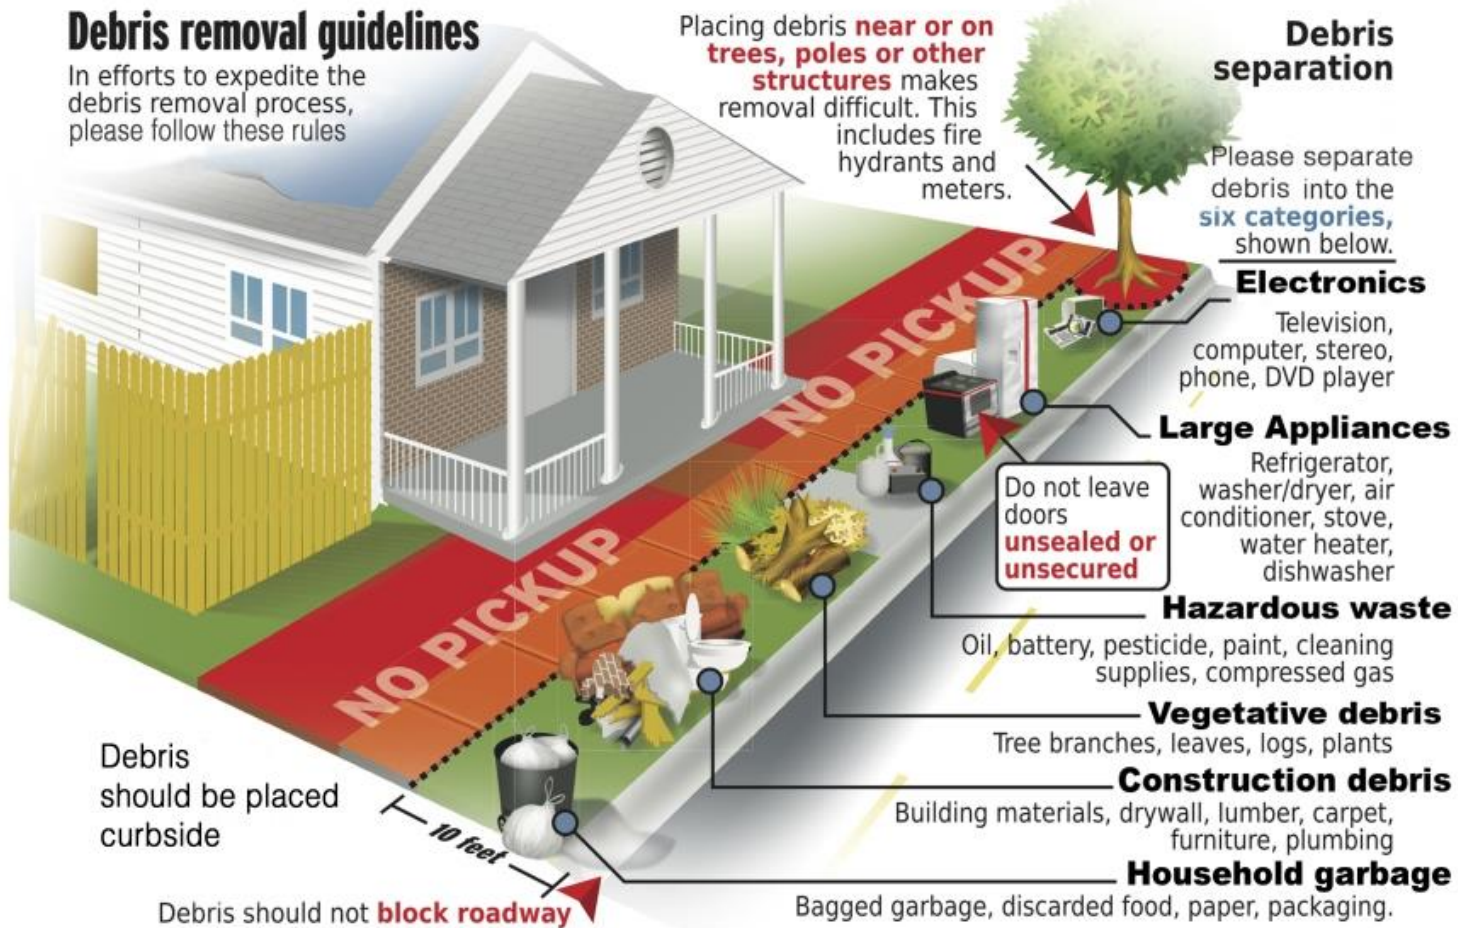 Debris removal guidelines
In efforts to expedite the
debris removal process,
please follow these rules
Placing debris near or on
trees, poles or other
structures makes
removal difficult. This
includes fire
hydrants and
meters.
Debris
separation
Please separate
debris into the
six categories,
shown below.
Electronics
Television,
computer, stereo,
phone, DVD player
Large Appliances
Refrigerator,
washer/dryer, air
conditioner, stove,
water heater,
dishwasher
Do not leave
doors
unsealed or
unsecured
Hazardous waste
Oil, battery, pesticide, paint, cleaning
supplies, compressed gas
Vegetative debris
Tree branches, leaves, logs, plants
Construction debris
Building materials, drywall, lumber, carpet,
furniture, plumbing
Household garbage
Bagged garbage, discarded food, paper, packaging.
NO PICKUP
NO PICKUP
Debris
should be placed
curbside
10 feet
Debris should not block roadway